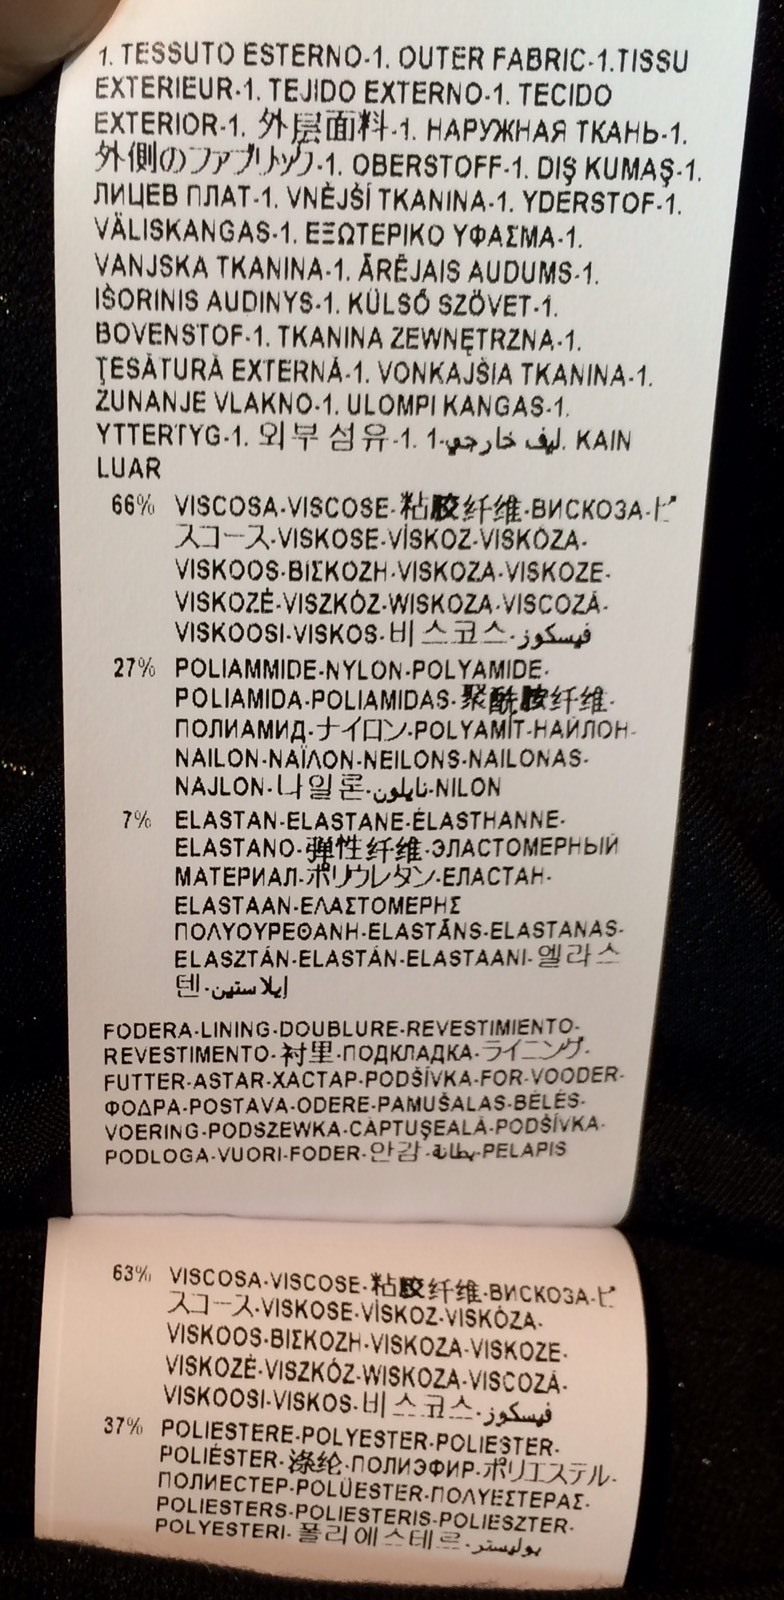 1. TESSUTO ESTERNO-1. OUTER FABRIC-1.TISSU
EXTERIEUR-1. TEJIDO EXTERNO-1. TECIDO
EXTERIOR-1. 外层面料-1. НАРУЖНАЯ ТКАНЬ-1.
外側のファブリック-1. OBERSTOFF-1. DIŞ KUMAŞ-1.
ЛИЦЕВ ПЛАТ-1. VNĚJŠÍ TKANINA-1. YDERSTOF-1.
VÄLISKANGAS-1. ΕΞΩΤΕΡΙΚΟ ΥΦΑΣΜΑ-1.
VANJSKA TKANINA-1. ĀRĒJAIS AUDUMS-1.
IŠORINIS AUDINYS-1. KÜLSŐ SZÖVET-1.
BOVENSTOF-1. TKANINA ZEWNĘTRZNA-1.
ŢESĂTURĂ EXTERNĂ-1. VONKAJŠIA TKANINA-1.
ZUNANJE VLAKNO-1. ULOMPI KANGAS-1.
YTTERTYG-1. 외부 섬유-1. 1-ليف خارجي. KAIN
LUAR
66% VISCOSA-VISCOSE-粘胶纤维-ВИСКОЗА-ビ
スコース-VISKOSE-VİSKOZ-VISKÓZA-
VISKOOS-ΒΙΣΚΟΖΗ-VISKOZA-VISKOZE-
VISKOZĖ-VISZKÓZ-WISKOZA-VISCOZĂ-
VISKOOSI-VISKOS-비스코스-فيسكوز
27% POLIAMMIDE-NYLON-POLYAMIDE-
POLIAMIDA-POLIAMIDAS-聚酰胺纤维-
ПОЛИАМИД-ナイロン-POLYAMİT-НАЙЛОН-
NAILON-ΝΑΪΛΟΝ-NEILONS-NAILONAS-
NAJLON-나일론-نايلون-NILON
7% ELASTAN-ELASTANE-ÉLASTHANNE-
ELASTANO-弹性纤维-ЭЛАСТОМЕРНЫЙ
МАТЕРИАЛ-ポリウレタン-ЕЛАСТАН-
ELASTAAN-ΕΛΑΣΤΟΜΕΡΗΣ
ΠΟΛΥΟΥΡΕΘΑΝΗ-ELASTĀNS-ELASTANAS-
ELASZTÁN-ELASTÁN-ELASTAANI-엘라스
텐-إيلاستين
FODERA-LINING-DOUBLURE-REVESTIMIENTO-
REVESTIMENTO-衬里-ПОДКЛАДКА-ライニング-
FUTTER-ASTAR-ХАСТАР-PODŠÍVKA-FOR-VOODER-
ΦΟΔΡΑ-POSTAVA-ODERE-PAMUŠALAS-BÉLÉS-
VOERING-PODSZEWKA-CĂPTUŞEALĂ-PODŠÍVKA-
PODLOGA-VUORI-FODER-안감-بطانة-PELAPIS
63% VISCOSA-VISCOSE-粘胶纤维-ВИСКОЗА-ビ
スコース-VISKOSE-VİSKOZ-VISKÓZA-
VISKOOS-ΒΙΣΚΟΖΗ-VISKOZA-VISKOZE-
VISKOZĖ-VISZKÓZ-WISKOZA-VISCOZĂ-
VISKOOSI-VISKOS-비스코스-فيسكوز
37% POLIESTERE-POLYESTER-POLIESTER-
POLIÉSTER-涤纶-ПОЛИЭФИР-ポリエステル-
ПОЛИЕСТЕР-POLÜESTER-ΠΟΛΥΕΣΤΕΡΑΣ-
POLIESTERS-POLIESTERIS-POLIESZTER-
POLYESTERI-폴리에스테르-بوليستر